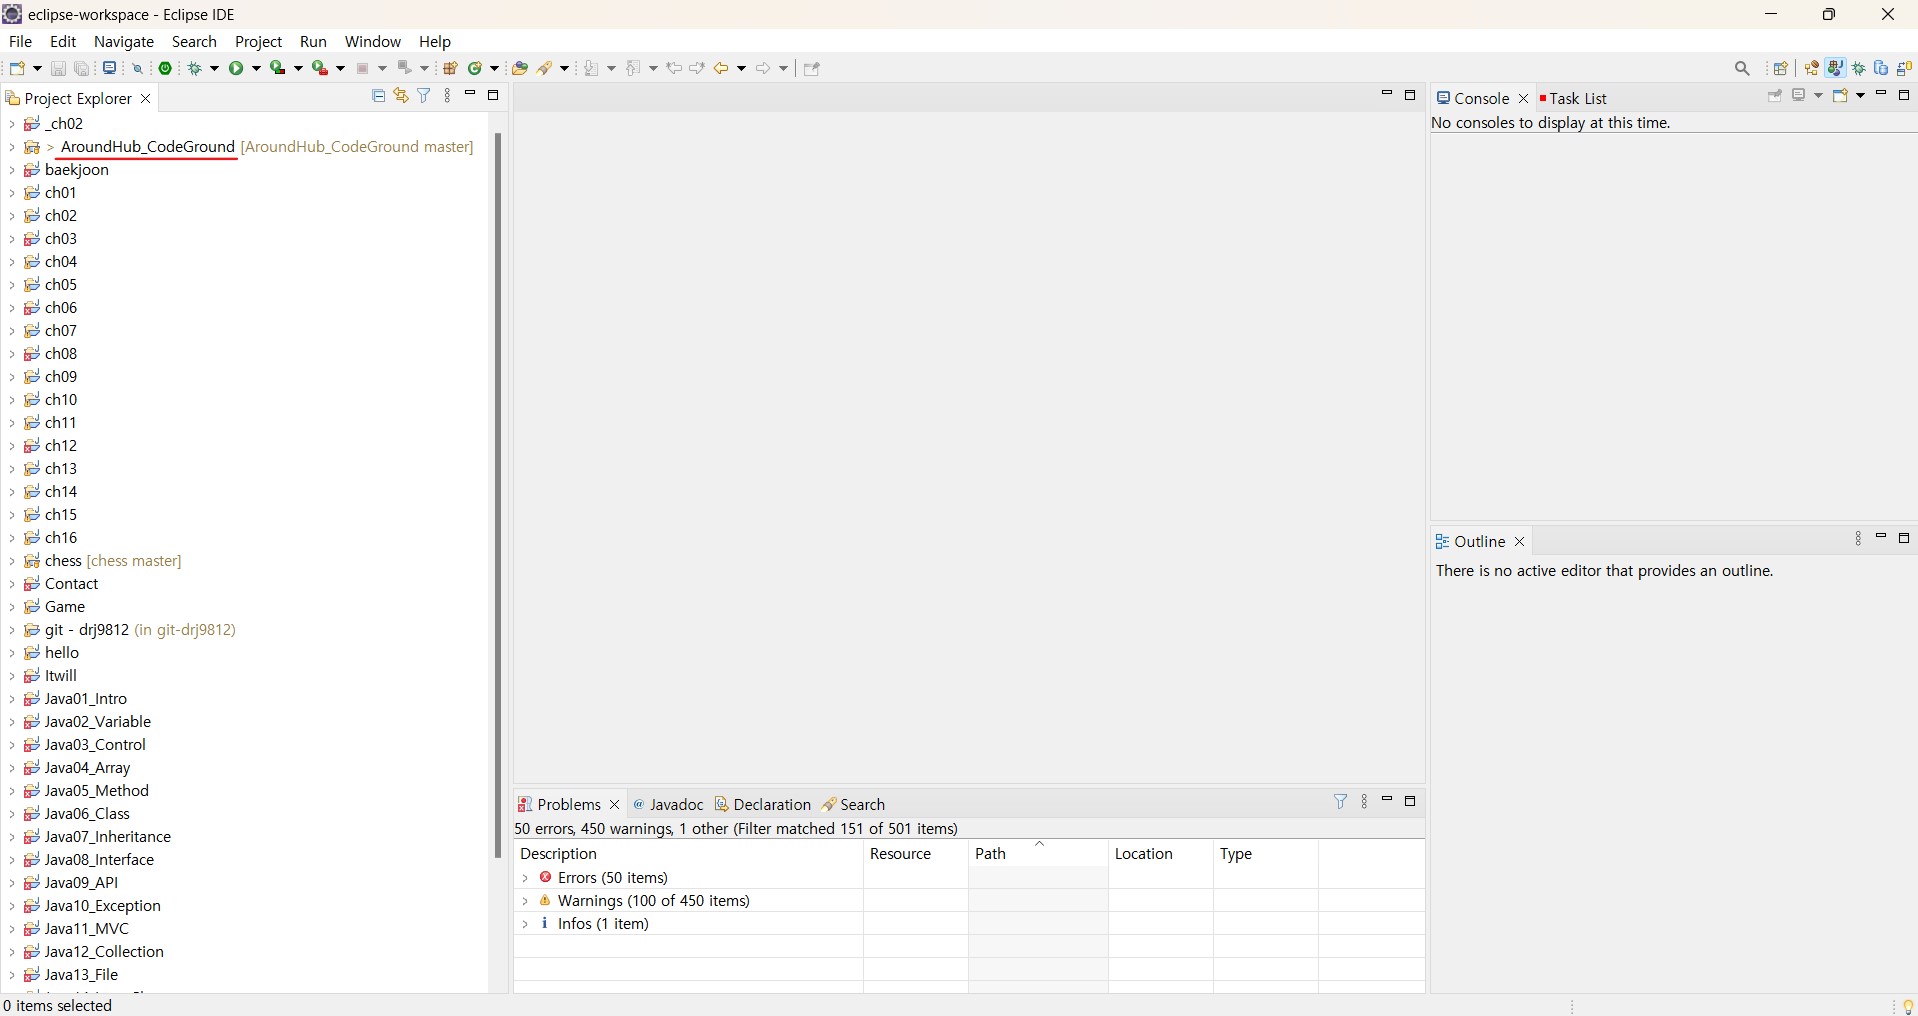 eclipse-workspace - Eclipse IDE
File Edit Navigate Search Project Run Window Help
Project Explorer
_ch02
> AroundHub_CodeGround [AroundHub_CodeGround master]
baekjoon
ch01
ch02
ch03
ch04
ch05
ch06
ch07
ch08
ch09
ch10
ch11
ch12
ch13
ch14
ch15
ch16
chess [chess master]
Contact
Game
git - drj9812 (in git-drj9812)
hello
Itwill
Java01_Intro
Java02_Variable
Java03_Control
Java04_Array
Java05_Method
Java06_Class
Java07_Inheritance
Java08_Interface
Java09_API
Java10_Exception
Java11_MVC
Java12_Collection
Java13_File
0 items selected
Problems @ Javadoc Declaration Search
50 errors, 450 warnings, 1 other (Filter matched 151 of 501 items)
Description Resource Path Location Type
Errors (50 items)
Warnings (100 of 450 items)
Infos (1 item)
Console Task List
No consoles to display at this time.
Outline
There is no active editor that provides an outline.